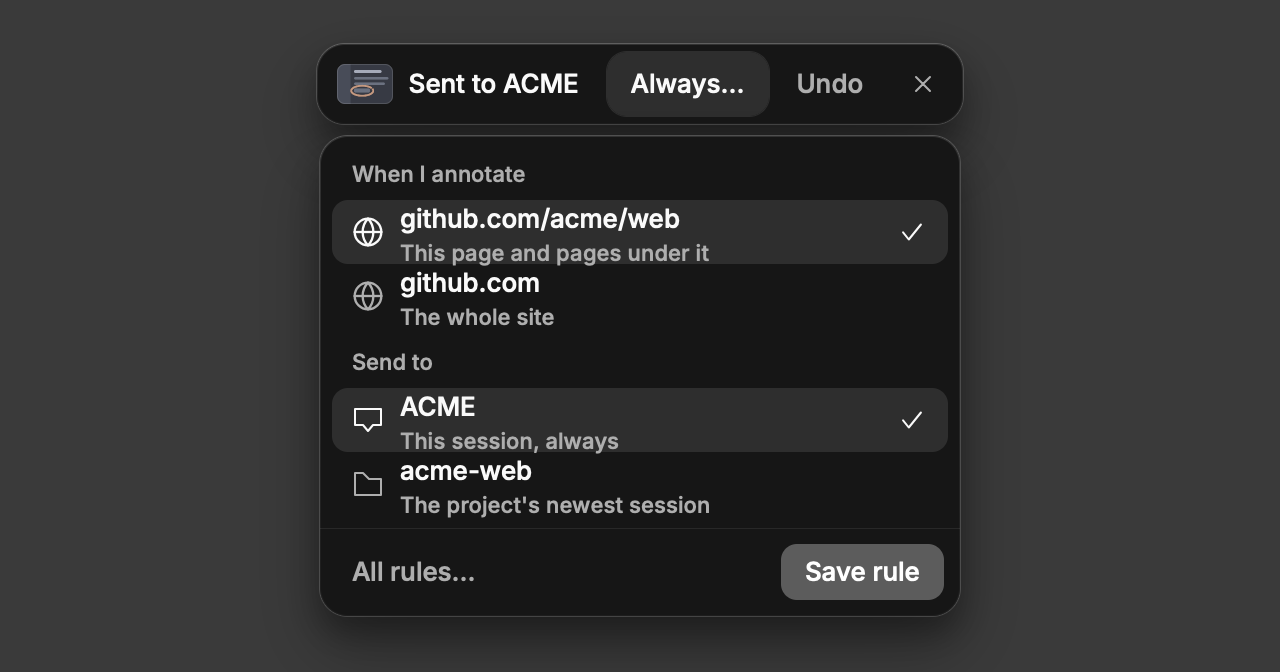 Sent to ACME Always... Undo
When I annotate
github.com/acme/web
This page and pages under it
github.com
The whole site
Send to
ACME
This session, always
acme-web
The project's newest session
All rules... Save rule